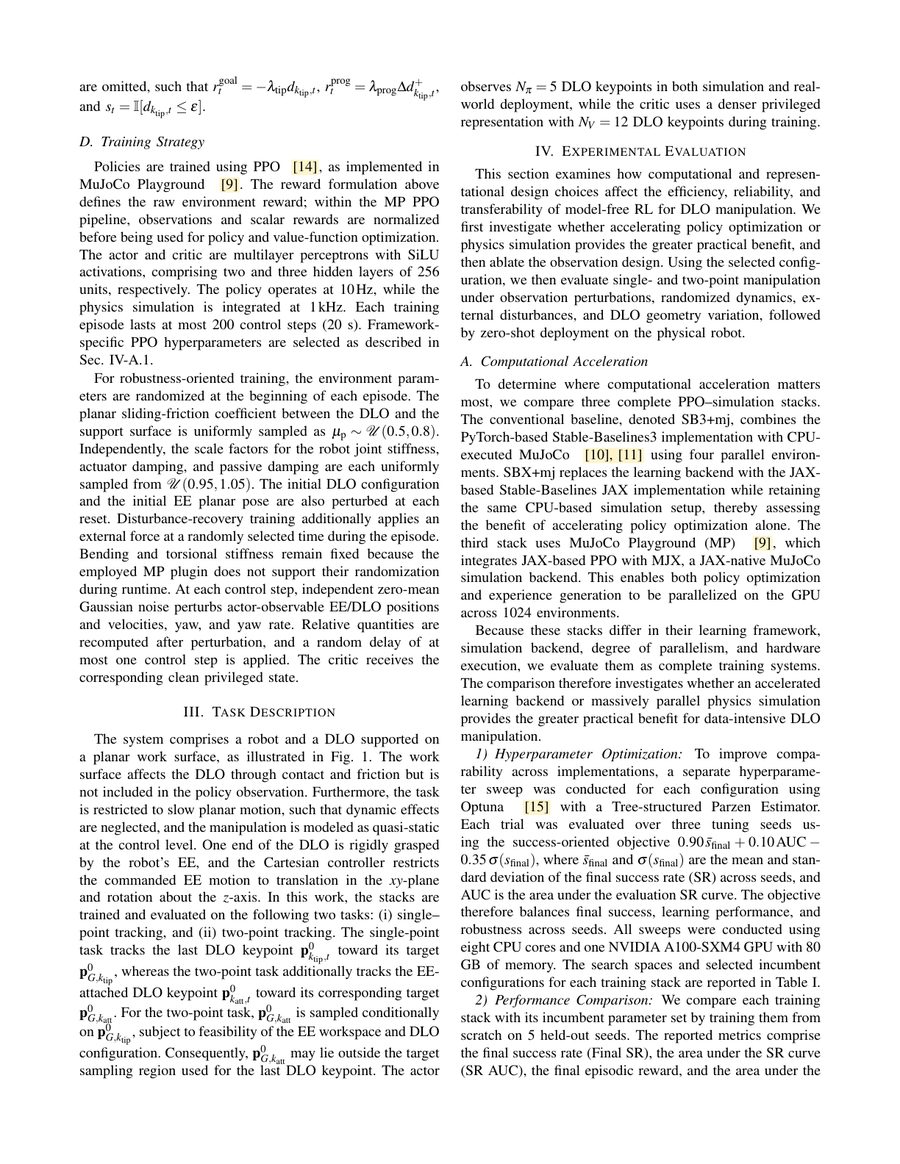 are omitted, such that r_t^goal = −λ_tip d_{k_tip,t}, r_t^prog = λ_prog Δd^+_{k_tip,t},
and s_t = 𝕀[d_{k_tip,t} ≤ ε].
D. Training Strategy
Policies are trained using PPO [14], as implemented in
MuJoCo Playground [9]. The reward formulation above
defines the raw environment reward; within the MP PPO
pipeline, observations and scalar rewards are normalized
before being used for policy and value-function optimization.
The actor and critic are multilayer perceptrons with SiLU
activations, comprising two and three hidden layers of 256
units, respectively. The policy operates at 10 Hz, while the
physics simulation is integrated at 1 kHz. Each training
episode lasts at most 200 control steps (20 s). Framework-
specific PPO hyperparameters are selected as described in
Sec. IV-A.1.
For robustness-oriented training, the environment param-
eters are randomized at the beginning of each episode. The
planar sliding-friction coefficient between the DLO and the
support surface is uniformly sampled as μ_p ∼ 𝒰(0.5,0.8).
Independently, the scale factors for the robot joint stiffness,
actuator damping, and passive damping are each uniformly
sampled from 𝒰(0.95,1.05). The initial DLO configuration
and the initial EE planar pose are also perturbed at each
reset. Disturbance-recovery training additionally applies an
external force at a randomly selected time during the episode.
Bending and torsional stiffness remain fixed because the
employed MP plugin does not support their randomization
during runtime. At each control step, independent zero-mean
Gaussian noise perturbs actor-observable EE/DLO positions
and velocities, yaw, and yaw rate. Relative quantities are
recomputed after perturbation, and a random delay of at
most one control step is applied. The critic receives the
corresponding clean privileged state.
III. TASK DESCRIPTION
The system comprises a robot and a DLO supported on
a planar work surface, as illustrated in Fig. 1. The work
surface affects the DLO through contact and friction but is
not included in the policy observation. Furthermore, the task
is restricted to slow planar motion, such that dynamic effects
are neglected, and the manipulation is modeled as quasi-static
at the control level. One end of the DLO is rigidly grasped
by the robot's EE, and the Cartesian controller restricts
the commanded EE motion to translation in the xy-plane
and rotation about the z-axis. In this work, the stacks are
trained and evaluated on the following two tasks: (i) single–
point tracking, and (ii) two-point tracking. The single-point
task tracks the last DLO keypoint p^0_{k_tip,t} toward its target
p^0_{G,k_tip}, whereas the two-point task additionally tracks the EE-
attached DLO keypoint p^0_{k_att,t} toward its corresponding target
p^0_{G,k_att}. For the two-point task, p^0_{G,k_att} is sampled conditionally
on p^0_{G,k_tip}, subject to feasibility of the EE workspace and DLO
configuration. Consequently, p^0_{G,k_att} may lie outside the target
sampling region used for the last DLO keypoint. The actor
observes N_π = 5 DLO keypoints in both simulation and real-
world deployment, while the critic uses a denser privileged
representation with N_V = 12 DLO keypoints during training.
IV. EXPERIMENTAL EVALUATION
This section examines how computational and represen-
tational design choices affect the efficiency, reliability, and
transferability of model-free RL for DLO manipulation. We
first investigate whether accelerating policy optimization or
physics simulation provides the greater practical benefit, and
then ablate the observation design. Using the selected config-
uration, we then evaluate single- and two-point manipulation
under observation perturbations, randomized dynamics, ex-
ternal disturbances, and DLO geometry variation, followed
by zero-shot deployment on the physical robot.
A. Computational Acceleration
To determine where computational acceleration matters
most, we compare three complete PPO–simulation stacks.
The conventional baseline, denoted SB3+mj, combines the
PyTorch-based Stable-Baselines3 implementation with CPU-
executed MuJoCo [10], [11] using four parallel environ-
ments. SBX+mj replaces the learning backend with the JAX-
based Stable-Baselines JAX implementation while retaining
the same CPU-based simulation setup, thereby assessing
the benefit of accelerating policy optimization alone. The
third stack uses MuJoCo Playground (MP) [9], which
integrates JAX-based PPO with MJX, a JAX-native MuJoCo
simulation backend. This enables both policy optimization
and experience generation to be parallelized on the GPU
across 1024 environments.
Because these stacks differ in their learning framework,
simulation backend, degree of parallelism, and hardware
execution, we evaluate them as complete training systems.
The comparison therefore investigates whether an accelerated
learning backend or massively parallel physics simulation
provides the greater practical benefit for data-intensive DLO
manipulation.
1) Hyperparameter Optimization: To improve compa-
rability across implementations, a separate hyperparame-
ter sweep was conducted for each configuration using
Optuna [15] with a Tree-structured Parzen Estimator.
Each trial was evaluated over three tuning seeds us-
ing the success-oriented objective 0.90 s̄_final + 0.10 AUC −
0.35 σ(s_final), where s̄_final and σ(s_final) are the mean and stan-
dard deviation of the final success rate (SR) across seeds, and
AUC is the area under the evaluation SR curve. The objective
therefore balances final success, learning performance, and
robustness across seeds. All sweeps were conducted using
eight CPU cores and one NVIDIA A100-SXM4 GPU with 80
GB of memory. The search spaces and selected incumbent
configurations for each training stack are reported in Table I.
2) Performance Comparison: We compare each training
stack with its incumbent parameter set by training them from
scratch on 5 held-out seeds. The reported metrics comprise
the final success rate (Final SR), the area under the SR curve
(SR AUC), the final episodic reward, and the area under the